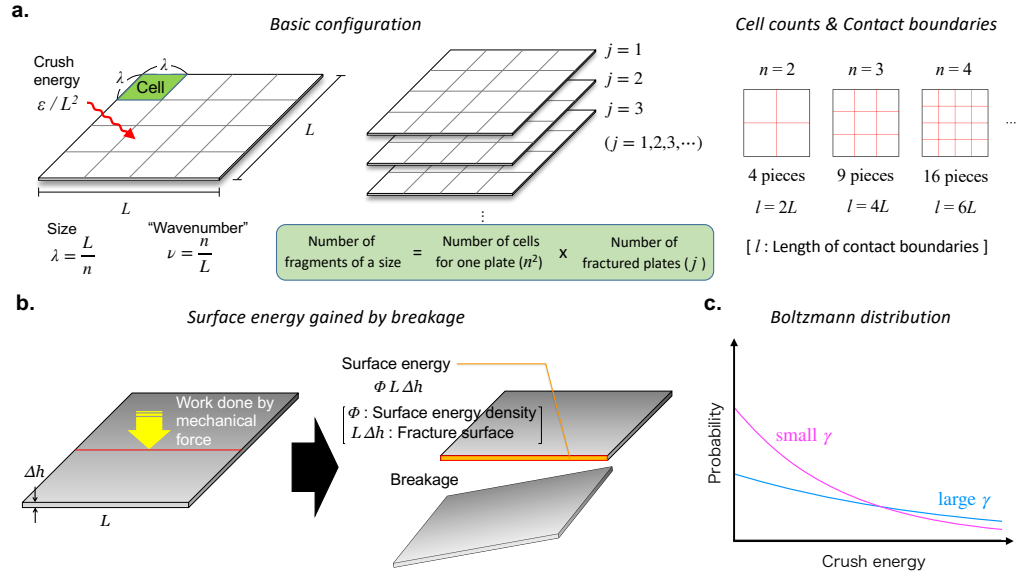 a.
Basic configuration
Crush
energy
ε / L²
λ
λ
Cell
L
L
Size
λ = L/n
“Wavenumber”
ν = n/L
j = 1
j = 2
j = 3
(j = 1,2,3,⋯)
⋮
Number of
fragments of a size
=
Number of cells
for one plate (n²)
x
Number of
fractured plates ( j )
Cell counts & Contact boundaries
n = 2
n = 3
n = 4
...
4 pieces
9 pieces
16 pieces
l = 2L
l = 4L
l = 6L
[ l : Length of contact boundaries ]
b.
Surface energy gained by breakage
Work done by
mechanical
force
Δh
L
Surface energy
Φ L Δh
[Φ : Surface energy density
L Δh : Fracture surface]
Breakage
c.
Boltzmann distribution
Probability
small γ
large γ
Crush energy